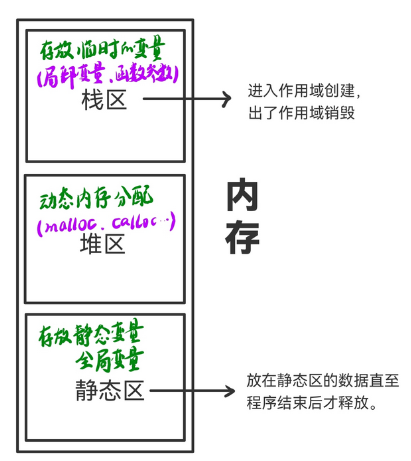 存放临时的变量
(局部变量、函数参数)
栈区
进入作用域创建，
出了作用域销毁
动态内存分配
(malloc、calloc…)
堆区
内
存
存放静态变量
全局变量
静态区
放在静态区的数据直至
程序结束后才释放。